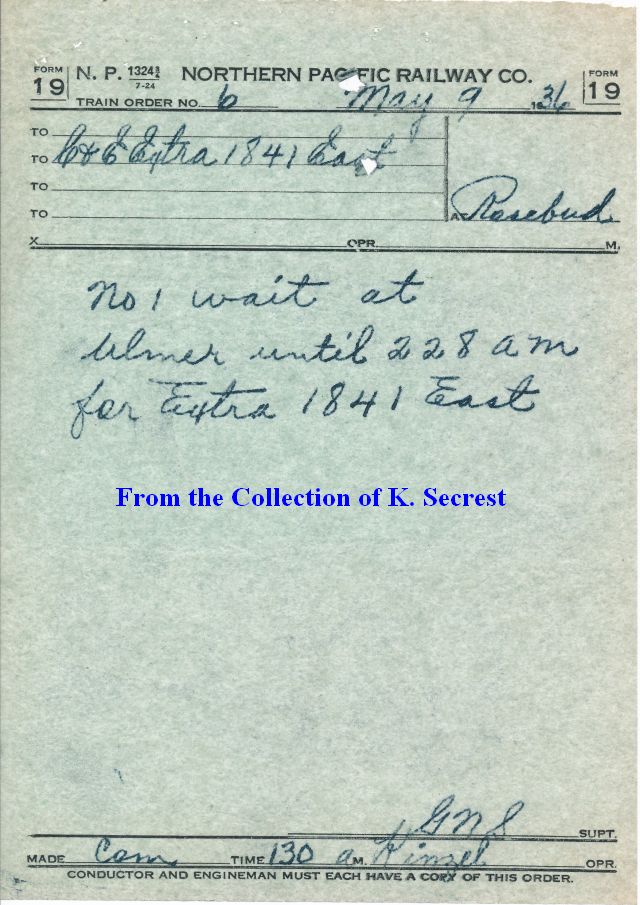 FORM 19 N. P. 1324 3/4 7-24 NORTHERN PACIFIC RAILWAY CO. FORM 19
TRAIN ORDER NO. 6 May 9 1936
TO
TO C&E Extra 1841 East
TO
TO AT Rosebud
X OPR. M.
No 1 wait at
Ulmer until 228 am
for Extra 1841 East
From the Collection of K. Secrest
GNS SUPT.
MADE Com TIME 130 a M. Kinzel OPR.
CONDUCTOR AND ENGINEMAN MUST EACH HAVE A COPY OF THIS ORDER.